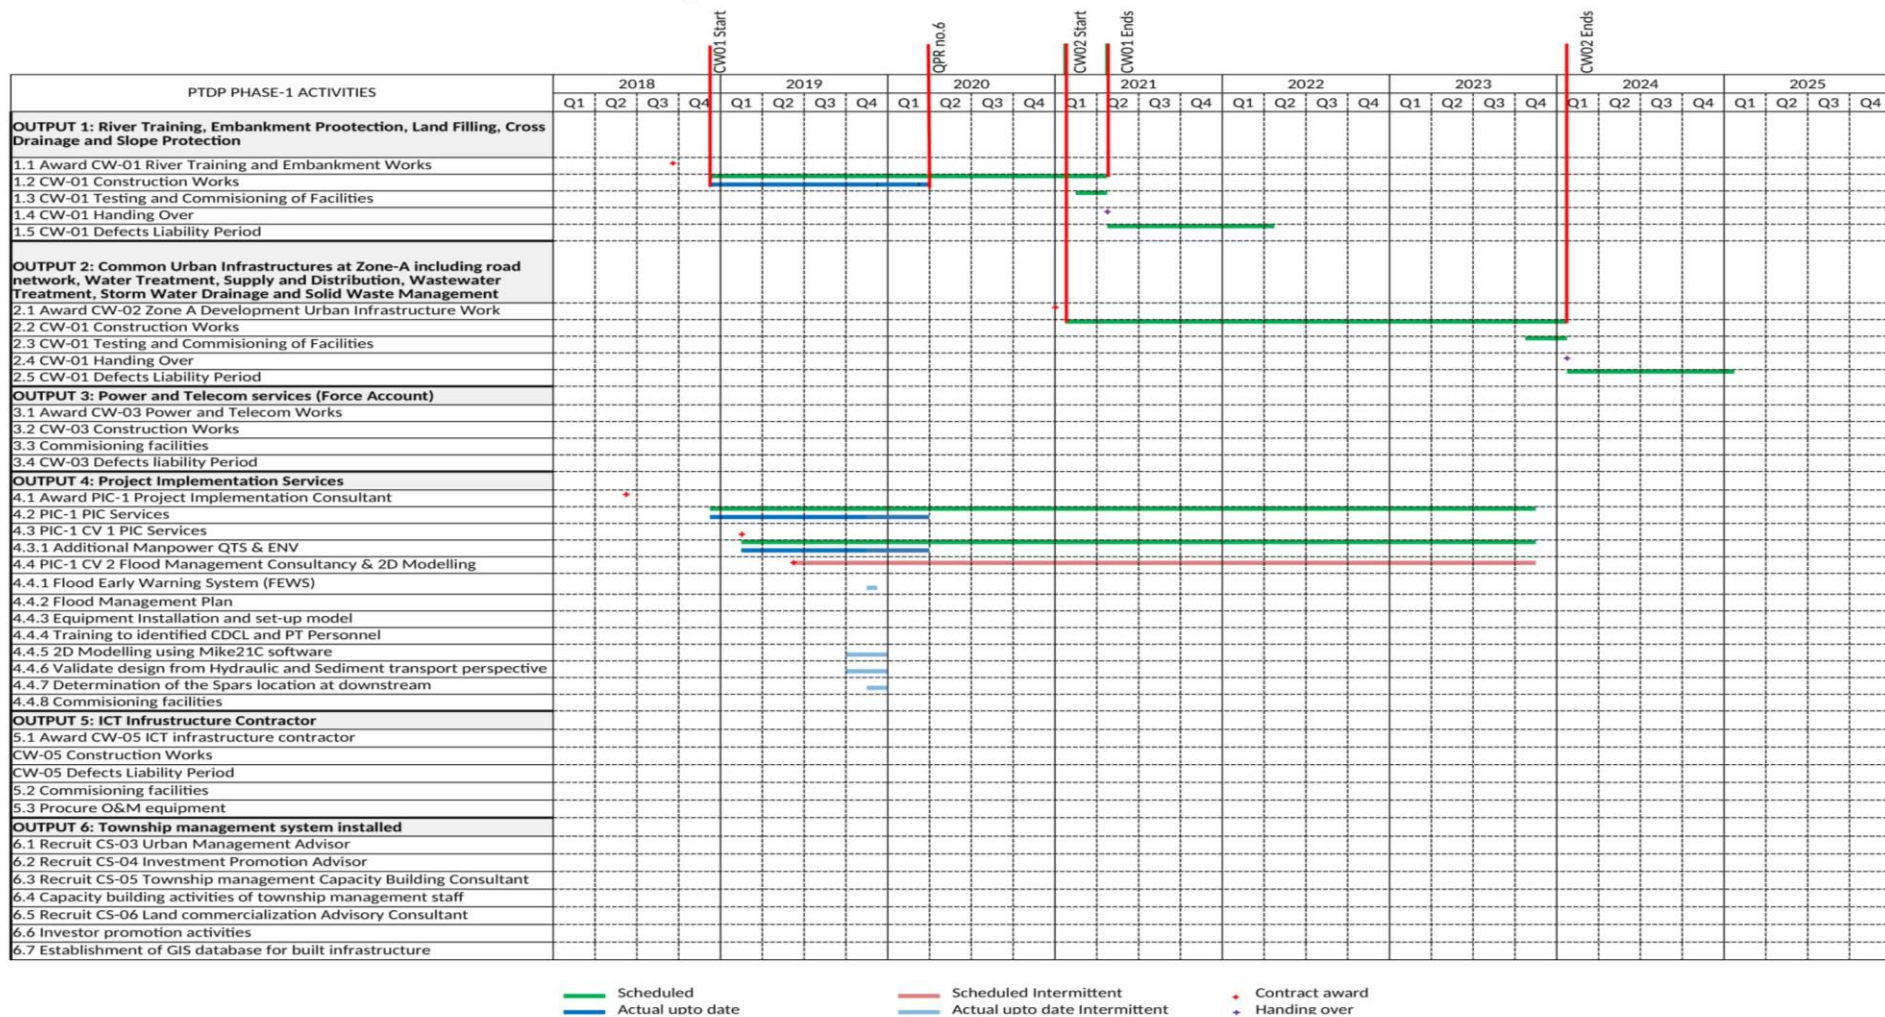 CW01 Start
QPR no.6
CW02 Start
CW01 Ends
CW02 Ends
PTDP PHASE-1 ACTIVITIES
2018 2019 2020 2021 2022 2023 2024 2025
Q1 Q2 Q3 Q4 Q1 Q2 Q3 Q4 Q1 Q2 Q3 Q4 Q1 Q2 Q3 Q4 Q1 Q2 Q3 Q4 Q1 Q2 Q3 Q4 Q1 Q2 Q3 Q4 Q1 Q2 Q3 Q4
OUTPUT 1: River Training, Embankment Prootection, Land Filling, Cross
Drainage and Slope Protection
1.1 Award CW-01 River Training and Embankment Works
1.2 CW-01 Construction Works
1.3 CW-01 Testing and Commisioning of Facilities
1.4 CW-01 Handing Over
1.5 CW-01 Defects Liability Period
OUTPUT 2: Common Urban Infrastructures at Zone-A including road
network, Water Treatment, Supply and Distribution, Wastewater
Treatment, Storm Water Drainage and Solid Waste Management
2.1 Award CW-02 Zone A Development Urban Infrastructure Work
2.2 CW-01 Construction Works
2.3 CW-01 Testing and Commisioning of Facilities
2.4 CW-01 Handing Over
2.5 CW-01 Defects Liability Period
OUTPUT 3: Power and Telecom services (Force Account)
3.1 Award CW-03 Power and Telecom Works
3.2 CW-03 Construction Works
3.3 Commisioning facilities
3.4 CW-03 Defects liability Period
OUTPUT 4: Project Implementation Services
4.1 Award PIC-1 Project Implementation Consultant
4.2 PIC-1 PIC Services
4.3 PIC-1 CV 1 PIC Services
4.3.1 Additional Manpower QTS & ENV
4.4 PIC-1 CV 2 Flood Management Consultancy & 2D Modelling
4.4.1 Flood Early Warning System (FEWS)
4.4.2 Flood Management Plan
4.4.3 Equipment Installation and set-up model
4.4.4 Training to identified CDCL and PT Personnel
4.4.5 2D Modelling using Mike21C software
4.4.6 Validate design from Hydraulic and Sediment transport perspective
4.4.7 Determination of the Spars location at downstream
4.4.8 Commisioning facilities
OUTPUT 5: ICT Infrustructure Contractor
5.1 Award CW-05 ICT infrastructure contractor
CW-05 Construction Works
CW-05 Defects Liability Period
5.2 Commisioning facilities
5.3 Procure O&M equipment
OUTPUT 6: Township management system installed
6.1 Recruit CS-03 Urban Management Advisor
6.2 Recruit CS-04 Investment Promotion Advisor
6.3 Recruit CS-05 Township management Capacity Building Consultant
6.4 Capacity building activities of township management staff
6.5 Recruit CS-06 Land commercialization Advisory Consultant
6.6 Investor promotion activities
6.7 Establishment of GIS database for built infrastructure
Scheduled Scheduled Intermittent Contract award
Actual upto date Actual upto date Intermittent Handing over